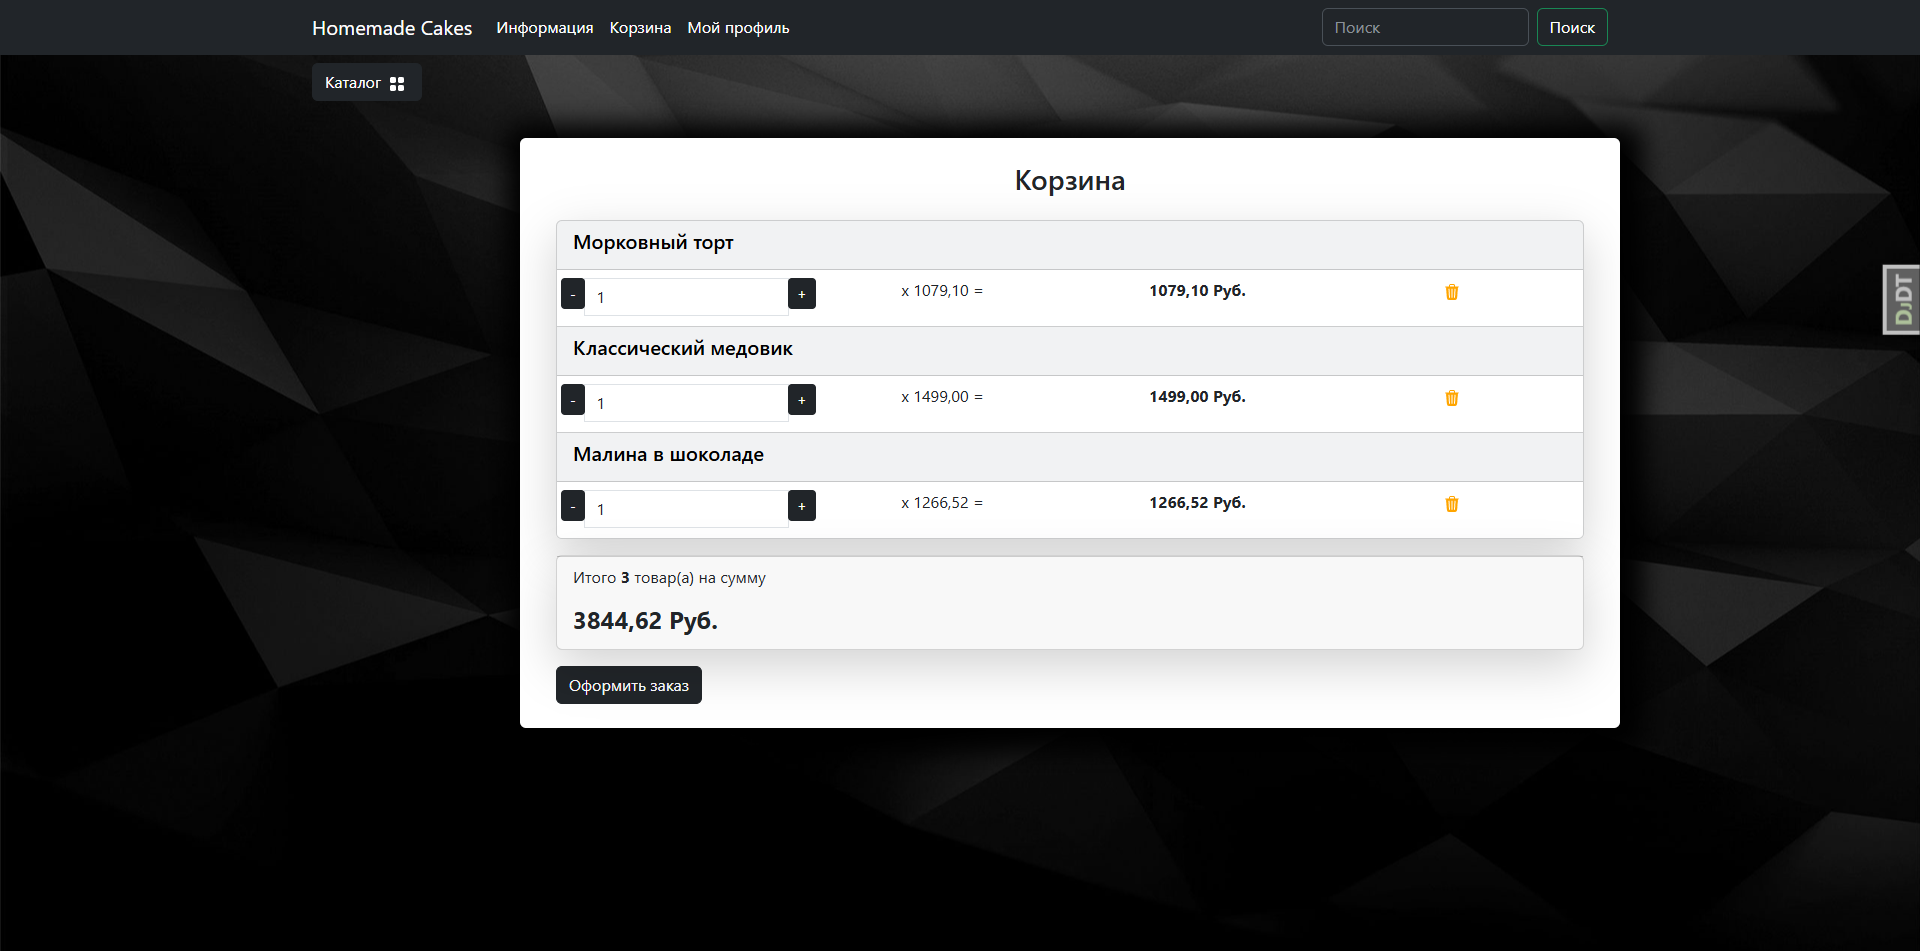 Homemade Cakes Информация Корзина Мой профиль Поиск Поиск
Каталог
Корзина
Морковный торт
- 1 + x 1079,10 = 1079,10 Руб.
Классический медовик
- 1 + x 1499,00 = 1499,00 Руб.
Малина в шоколаде
- 1 + x 1266,52 = 1266,52 Руб.
Итого 3 товар(а) на сумму
3844,62 Руб.
Оформить заказ
DJDT